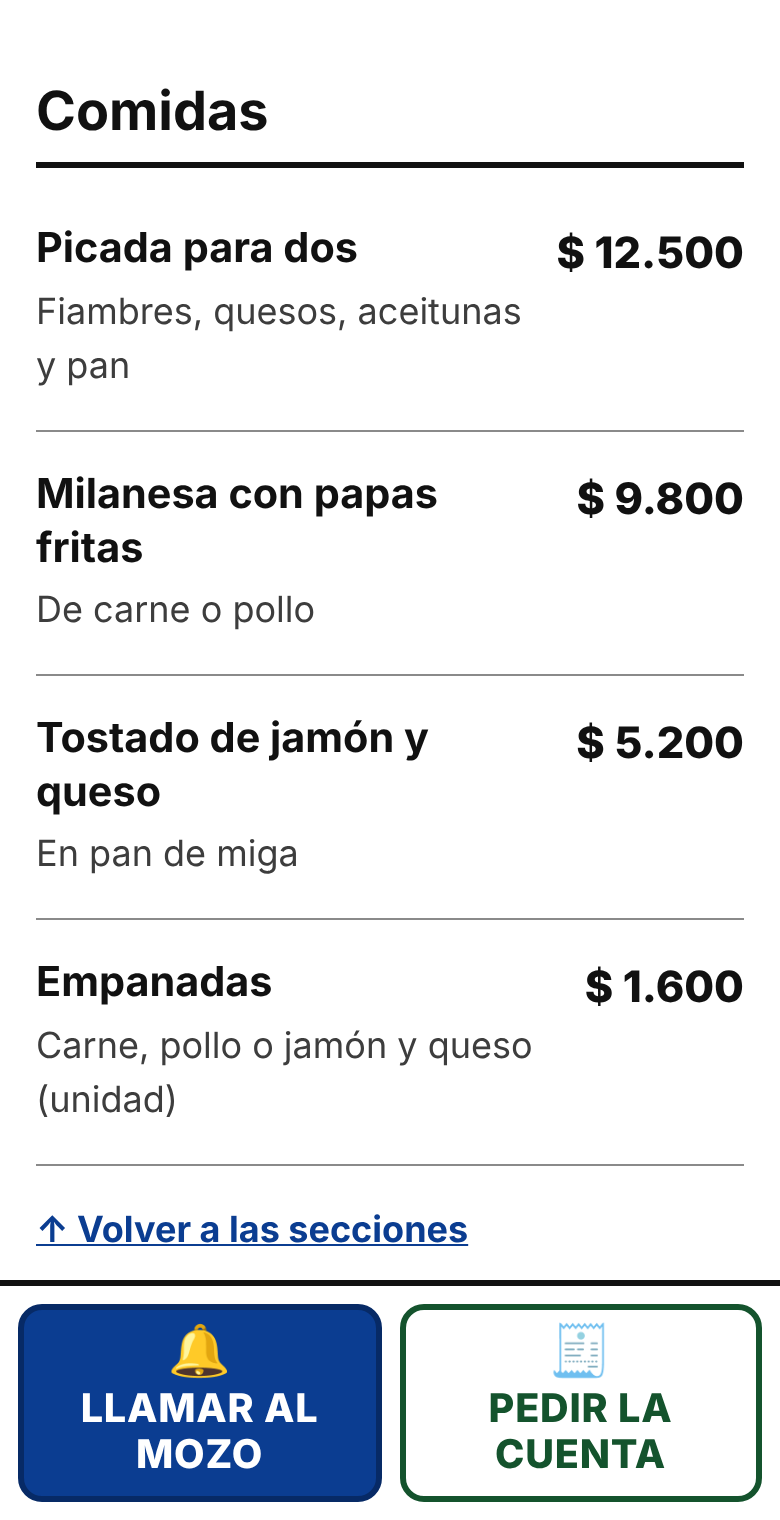 Comidas
Picada para dos
$ 12.500
Fiambres, quesos, aceitunas
y pan
Milanesa con papas
fritas
$ 9.800
De carne o pollo
Tostado de jamón y
queso
$ 5.200
En pan de miga
Empanadas
$ 1.600
Carne, pollo o jamón y queso
(unidad)
↑ Volver a las secciones
LLAMAR AL
MOZO
PEDIR LA
CUENTA